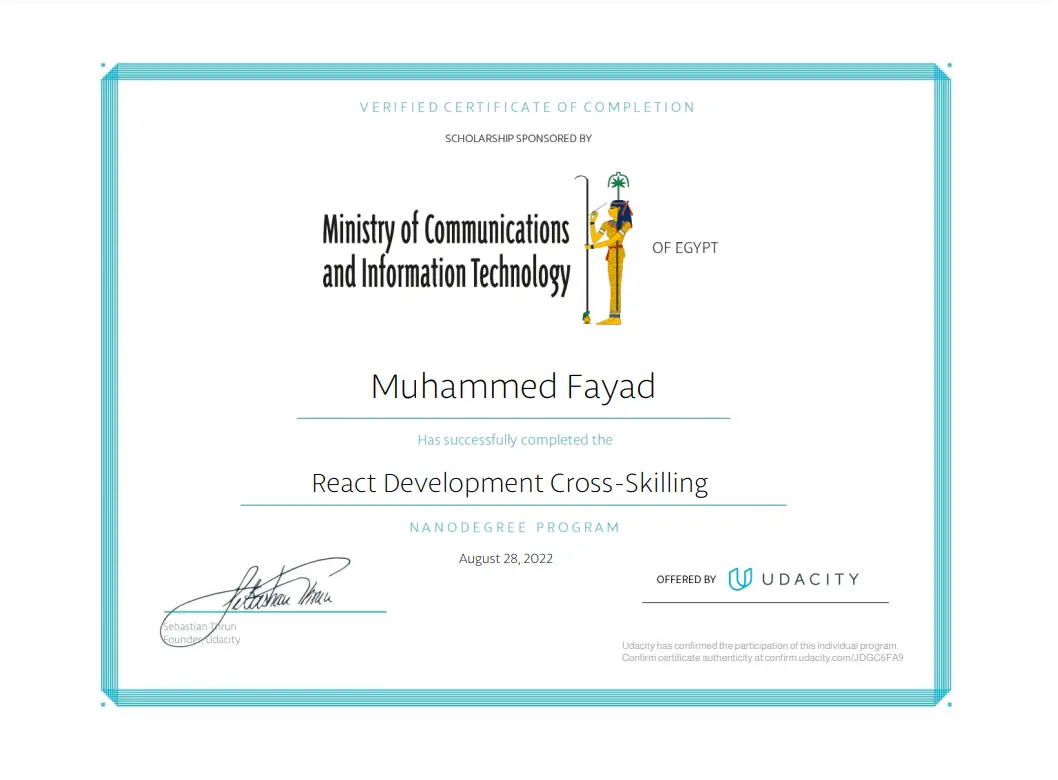 VERIFIED CERTIFICATE OF COMPLETION
SCHOLARSHIP SPONSORED BY
Ministry of Communications
and Information Technology
OF EGYPT
Muhammed Fayad
Has successfully completed the
React Development Cross-Skilling
NANODEGREE PROGRAM
August 28, 2022
Sebastian Thrun
OFFERED BY UDACITY
Sebastian Thrun
Founder, Udacity
Udacity has confirmed the participation of this individual program.
Confirm certificate authenticity at confirm.udacity.com/JDGC6FA9